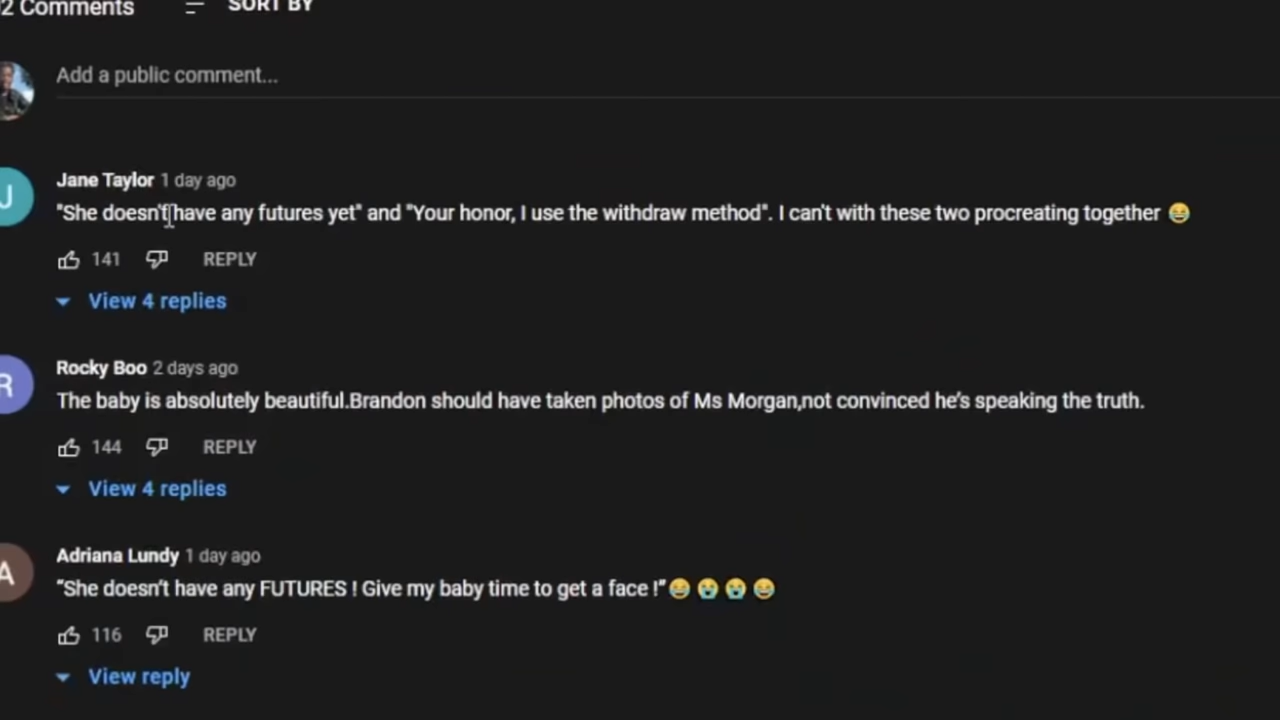 2 Comments SORT BY
Add a public comment...
J
Jane Taylor 1 day ago
"She doesn't have any futures yet" and "Your honor, I use the withdraw method". I can't with these two procreating together 😂
141 REPLY
View 4 replies
R
Rocky Boo 2 days ago
The baby is absolutely beautiful.Brandon should have taken photos of Ms Morgan,not convinced he's speaking the truth.
144 REPLY
View 4 replies
A
Adriana Lundy 1 day ago
“She doesn't have any FUTURES ! Give my baby time to get a face !”😂😭😭😂
116 REPLY
View reply